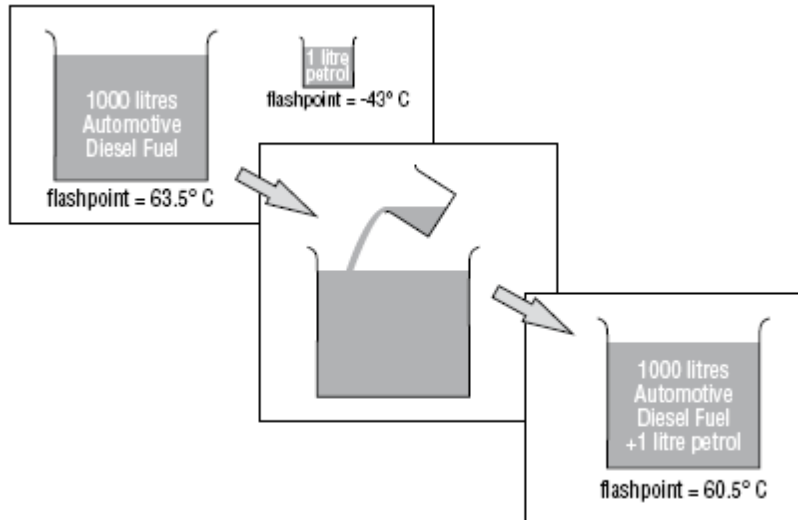 1000 litres
Automotive
Diesel Fuel
flashpoint = 63.5° C
1 litre
petrol
flashpoint = -43° C
1000 litres
Automotive
Diesel Fuel
+1 litre petrol
flashpoint = 60.5° C